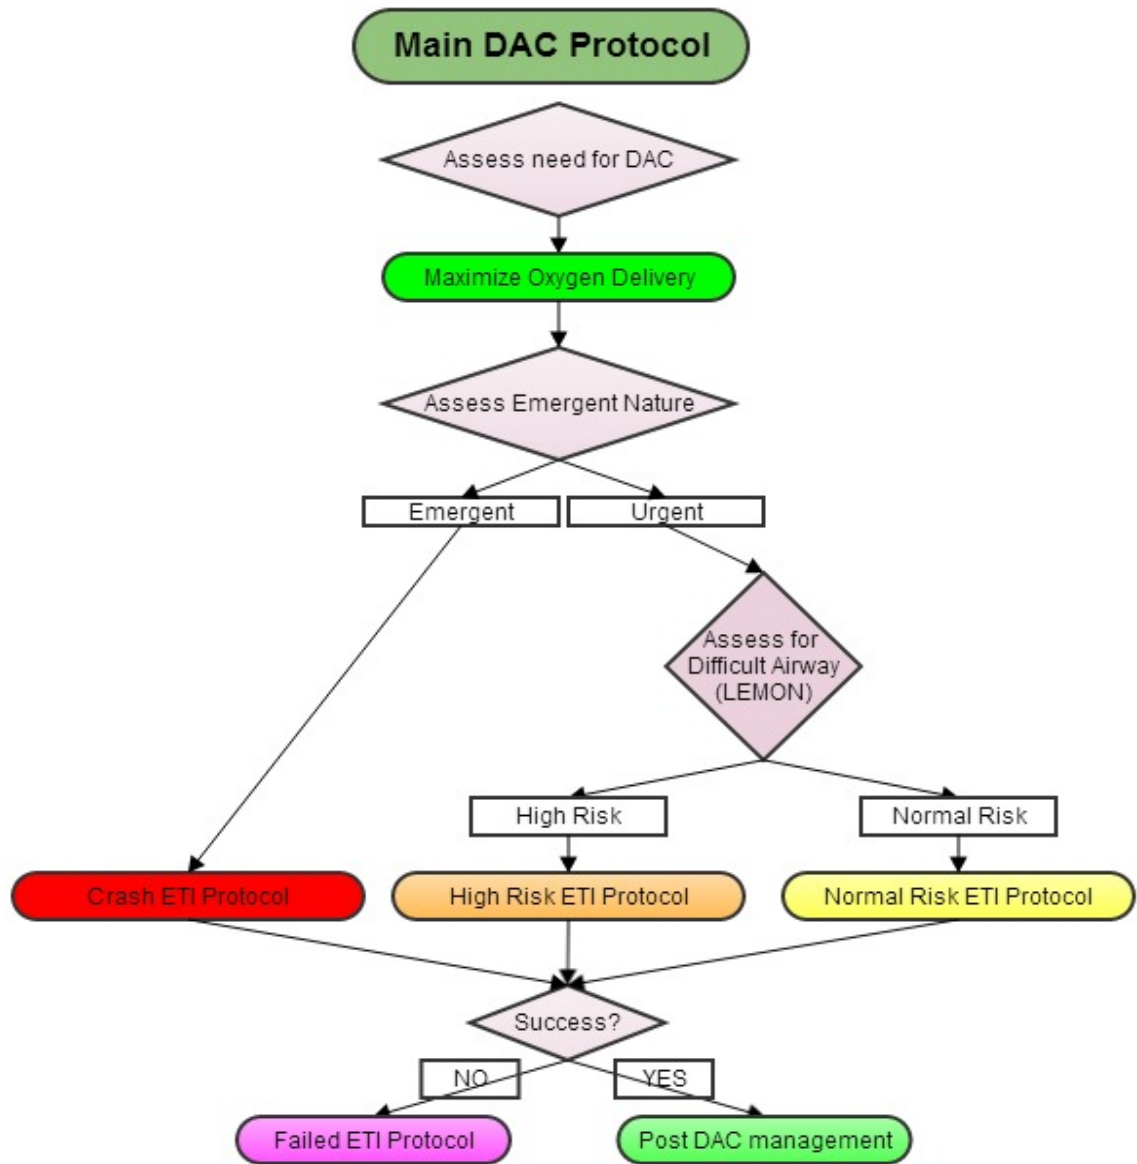 Main DAC Protocol
Assess need for DAC
Maximize Oxygen Delivery
Assess Emergent Nature
Emergent
Urgent
Assess for
Difficult Airway
(LEMON)
High Risk
Normal Risk
Crash ETI Protocol
High Risk ETI Protocol
Normal Risk ETI Protocol
Success?
NO
YES
Failed ETI Protocol
Post DAC management